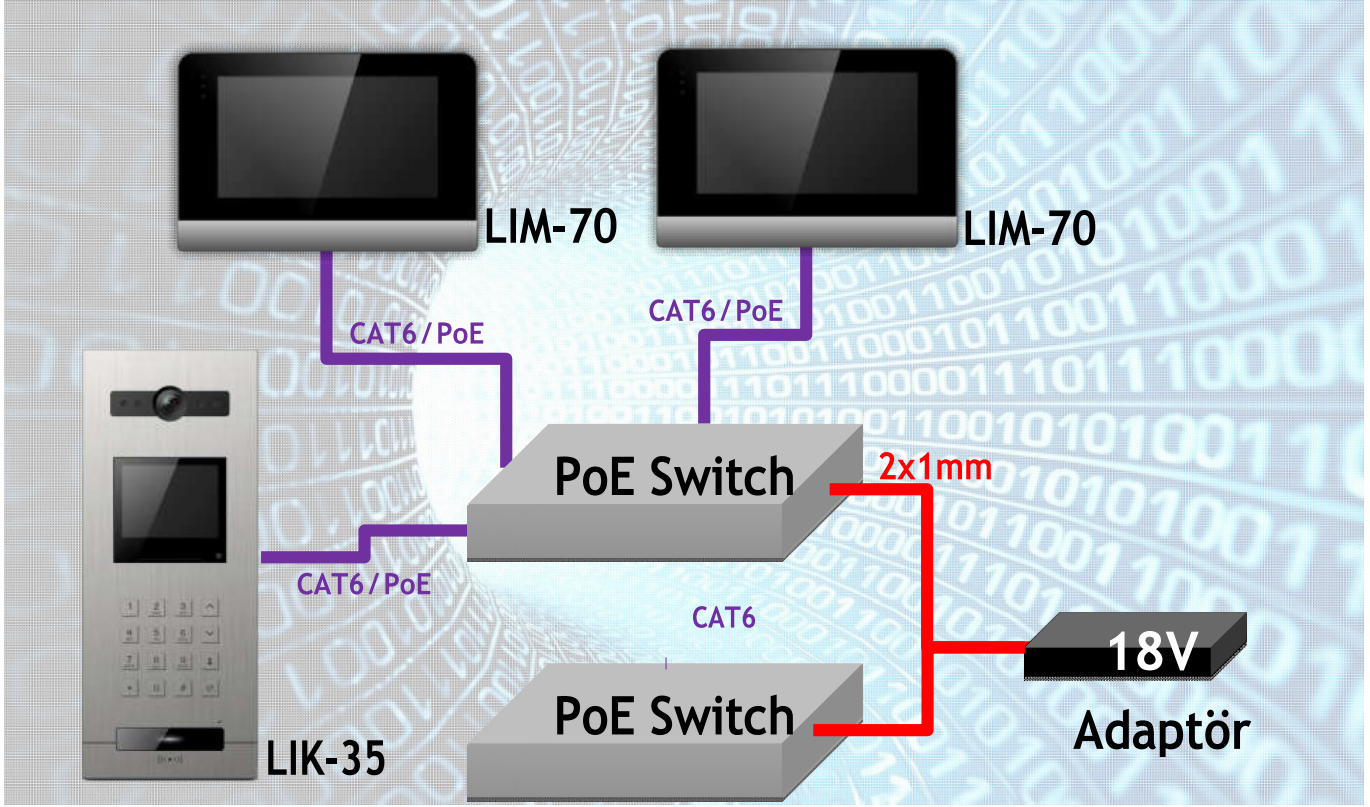 LIM-70
LIM-70
CAT6/PoE
CAT6/PoE
PoE Switch
2x1mm
CAT6/PoE
CAT6
18V
PoE Switch
Adaptör
LIK-35